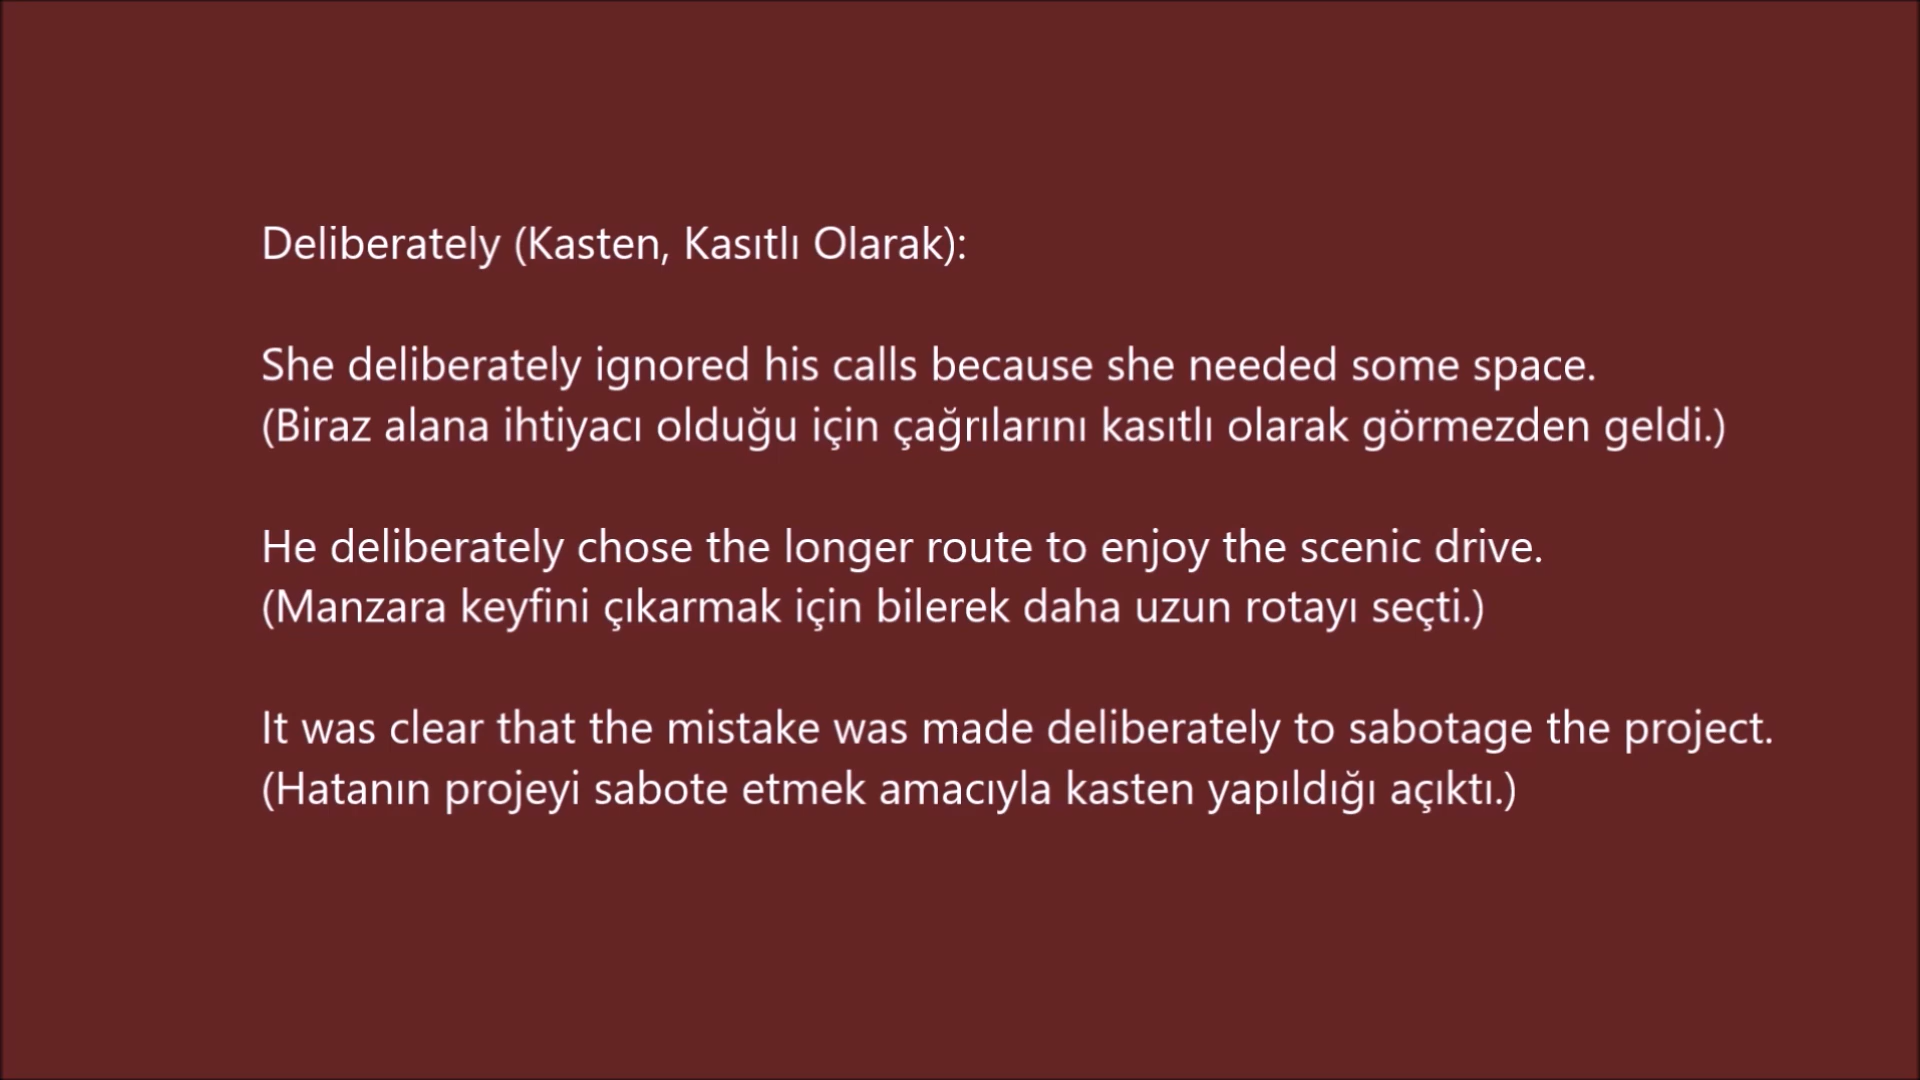 Deliberately (Kasten, Kasıtlı Olarak):
She deliberately ignored his calls because she needed some space.
(Biraz alana ihtiyacı olduğu için çağrılarını kasıtlı olarak görmezden geldi.)
He deliberately chose the longer route to enjoy the scenic drive.
(Manzara keyfini çıkarmak için bilerek daha uzun rotayı seçti.)
It was clear that the mistake was made deliberately to sabotage the project.
(Hatanın projeyi sabote etmek amacıyla kasten yapıldığı açıktı.)